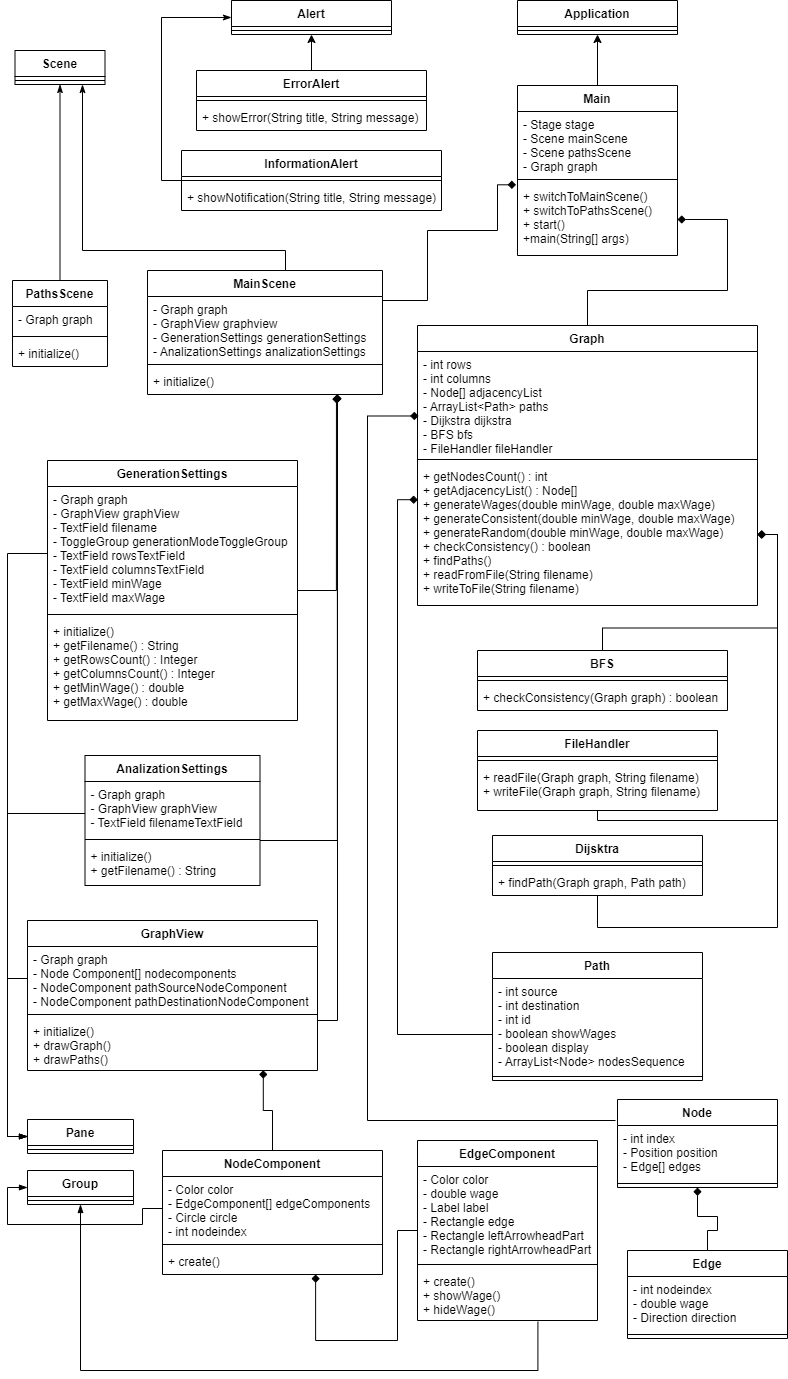 Alert
Application
Scene
ErrorAlert
+ showError(String title, String message)
InformationAlert
+ showNotification(String title, String message)
Main
- Stage stage
- Scene mainScene
- Scene pathsScene
- Graph graph
+ switchToMainScene()
+ switchToPathsScene()
+ start()
+main(String[] args)
PathsScene
- Graph graph
+ initialize()
MainScene
- Graph graph
- GraphView graphview
- GenerationSettings generationSettings
- AnalizationSettings analizationSettings
+ initialize()
Graph
- int rows
- int columns
- Node[] adjacencyList
- ArrayList<Path> paths
- Dijkstra dijkstra
- BFS bfs
- FileHandler fileHandler
+ getNodesCount() : int
+ getAdjacencyList() : Node[]
+ generateWages(double minWage, double maxWage)
+ generateConsistent(double minWage, double maxWage)
+ generateRandom(double minWage, double maxWage)
+ checkConsistency() : boolean
+ findPaths()
+ readFromFile(String filename)
+ writeToFile(String filename)
GenerationSettings
- Graph graph
- GraphView graphView
- TextField filename
- ToggleGroup generationModeToggleGroup
- TextField rowsTextField
- TextField columnsTextField
- TextField minWage
- TextField maxWage
+ initialize()
+ getFilename() : String
+ getRowsCount() : Integer
+ getColumnsCount() : Integer
+ getMinWage() : double
+ getMaxWage() : double
BFS
+ checkConsistency(Graph graph) : boolean
FileHandler
+ readFile(Graph graph, String filename)
+ writeFile(Graph graph, String filename)
AnalizationSettings
- Graph graph
- GraphView graphView
- TextField filenameTextField
+ initialize()
+ getFilename() : String
Dijsktra
+ findPath(Graph graph, Path path)
GraphView
- Graph graph
- Node Component[] nodecomponents
- NodeComponent pathSourceNodeComponent
- NodeComponent pathDestinationNodeComponent
+ initialize()
+ drawGraph()
+ drawPaths()
Path
- int source
- int destination
- int id
- boolean showWages
- boolean display
- ArrayList<Node> nodesSequence
Pane
Group
NodeComponent
- Color color
- EdgeComponent[] edgeComponents
- Circle circle
- int nodeindex
+ create()
EdgeComponent
- Color color
- double wage
- Label label
- Rectangle edge
- Rectangle leftArrowheadPart
- Rectangle rightArrowheadPart
+ create()
+ showWage()
+ hideWage()
Node
- int index
- Position position
- Edge[] edges
Edge
- int nodeindex
- double wage
- Direction direction